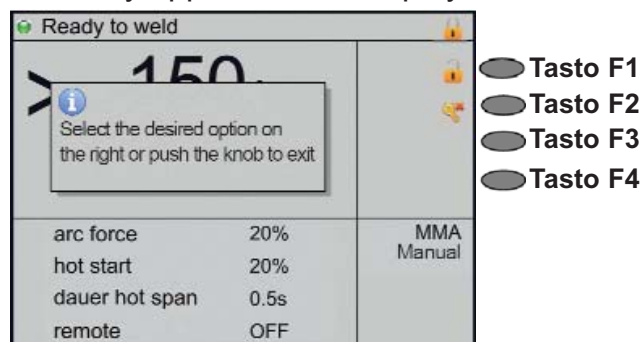 Ready to weld
> 150
Select the desired option on
the right or push the knob to exit
Tasto F1
Tasto F2
Tasto F3
Tasto F4
arc force 20%
hot start 20%
dauer hot span 0.5s
remote OFF
MMA
Manual